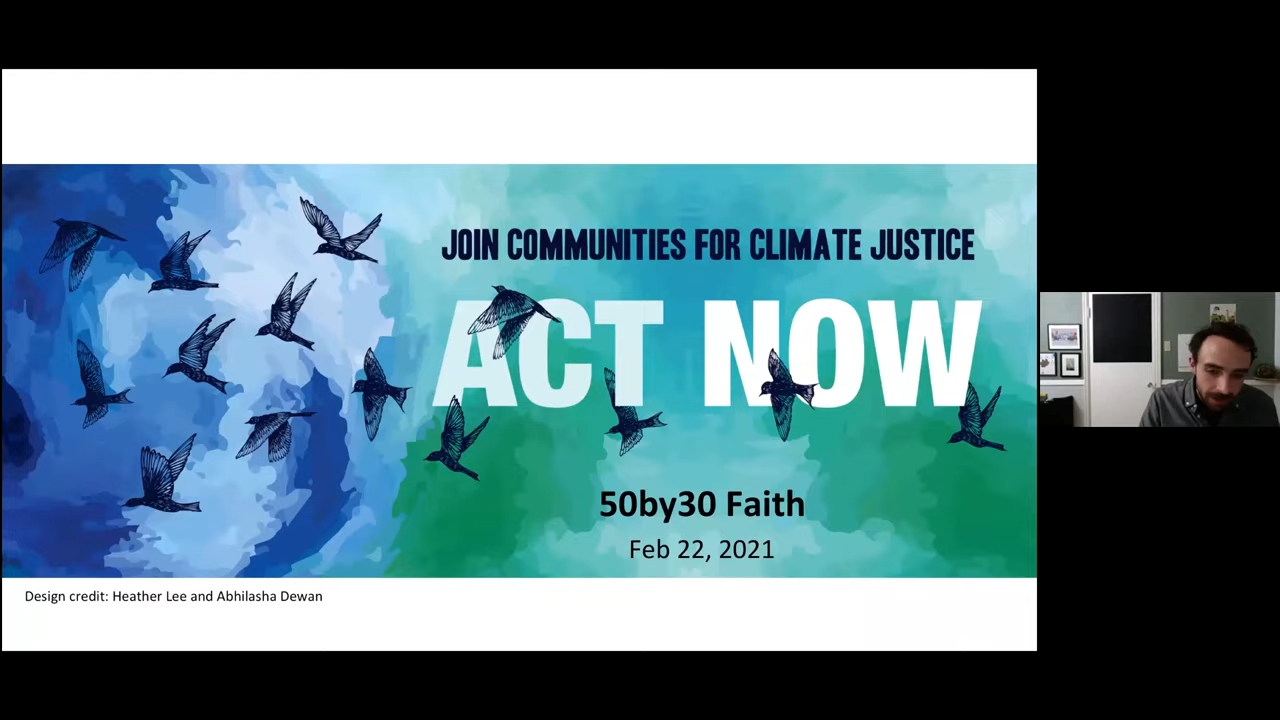 JOIN COMMUNITIES FOR CLIMATE JUSTICE
ACT NOW
50by30 Faith
Feb 22, 2021
Design credit: Heather Lee and Abhilasha Dewan